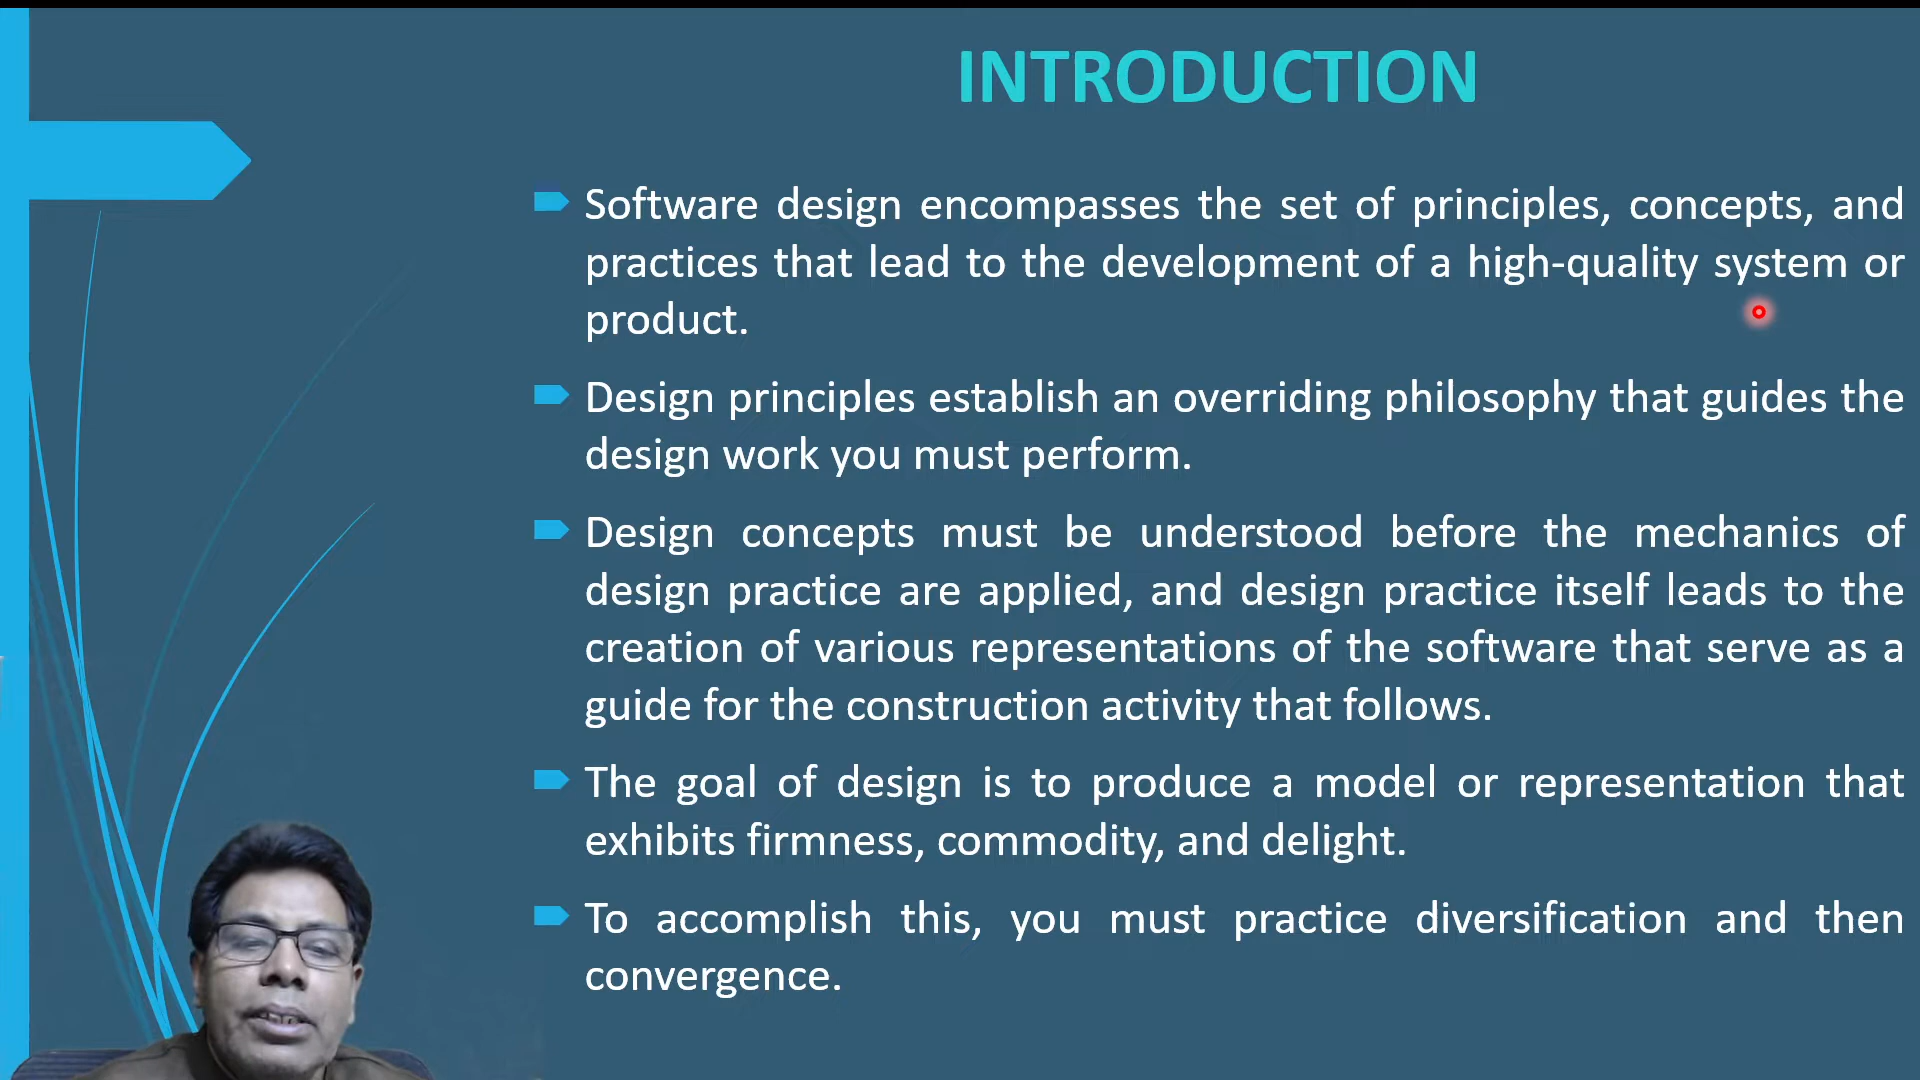 INTRODUCTION
Software design encompasses the set of principles, concepts, and
practices that lead to the development of a high-quality system or
product.
Design principles establish an overriding philosophy that guides the
design work you must perform.
Design concepts must be understood before the mechanics of
design practice are applied, and design practice itself leads to the
creation of various representations of the software that serve as a
guide for the construction activity that follows.
The goal of design is to produce a model or representation that
exhibits firmness, commodity, and delight.
To accomplish this, you must practice diversification and then
convergence.